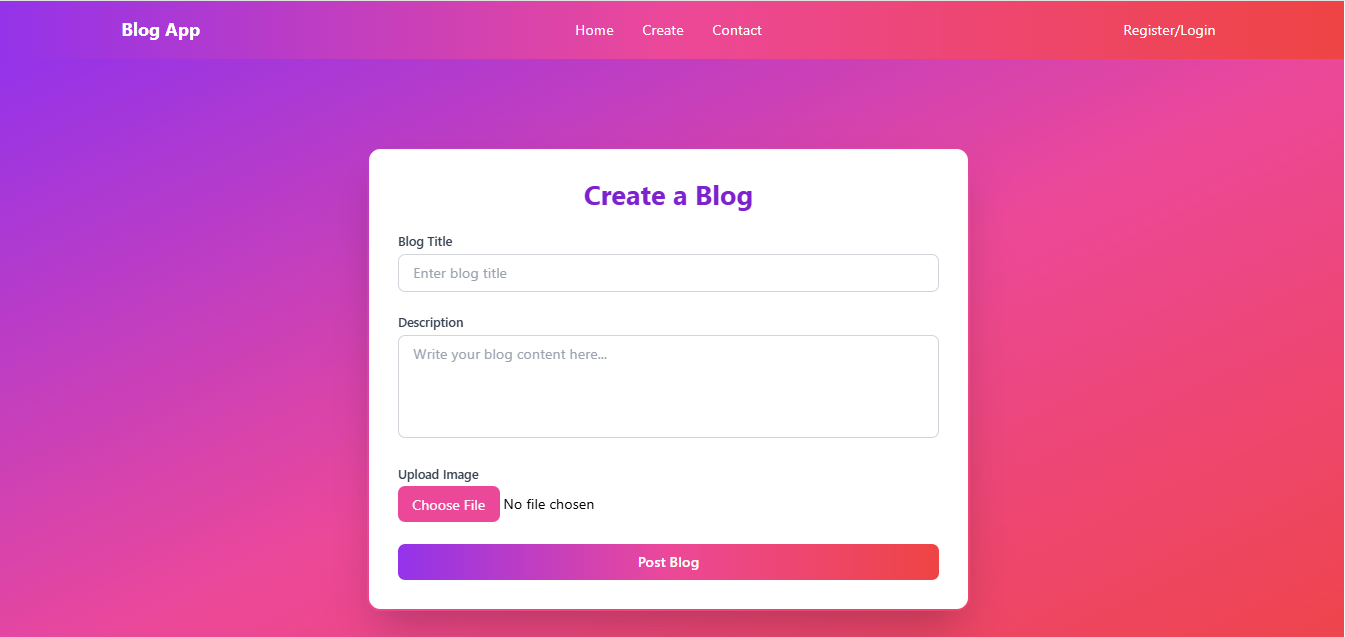 Blog App Home Create Contact Register/Login
Create a Blog
Blog Title
Enter blog title
Description
Write your blog content here...
Upload Image
Choose File No file chosen
Post Blog